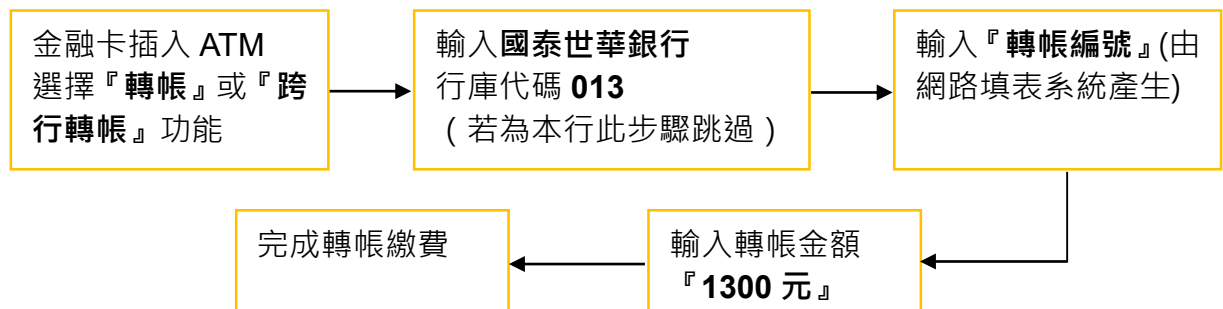 金融卡插入 ATM
選擇『轉帳』或『跨
行轉帳』功能
輸入國泰世華銀行
行庫代碼 013
（若為本行此步驟跳過）
輸入『轉帳編號』(由
網路填表系統產生)
輸入轉帳金額
『1300 元』
完成轉帳繳費